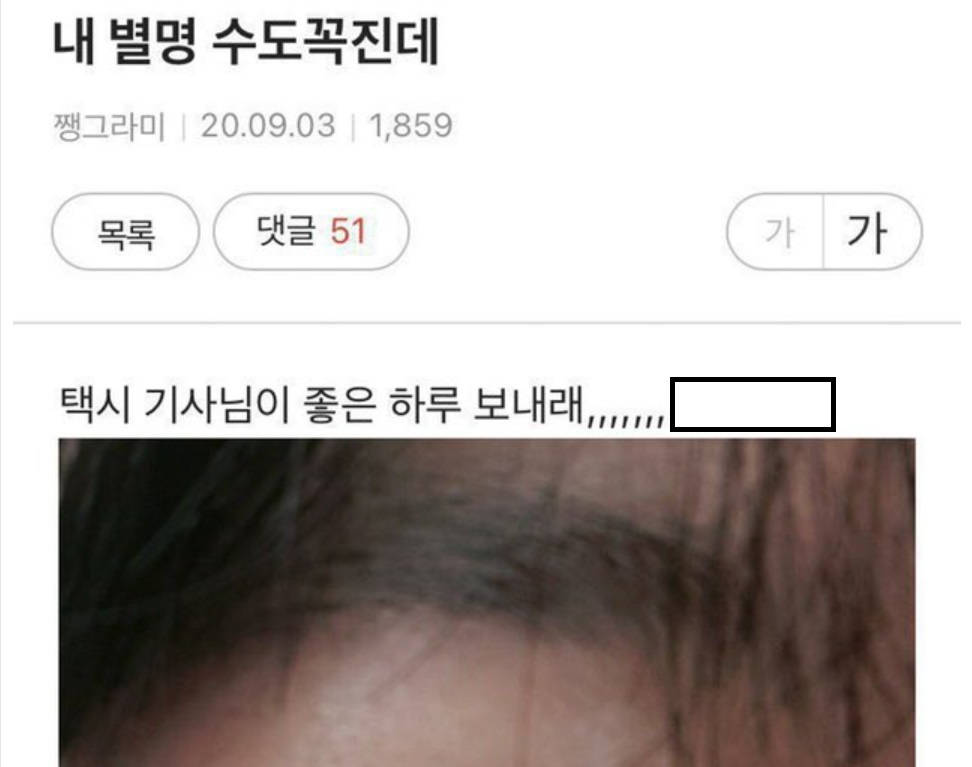 내 별명 수도꼭진데
쨍그라미 | 20.09.03 | 1,859
목록 댓글 51 가 가
택시 기사님이 좋은 하루 보내래,,,,,,,